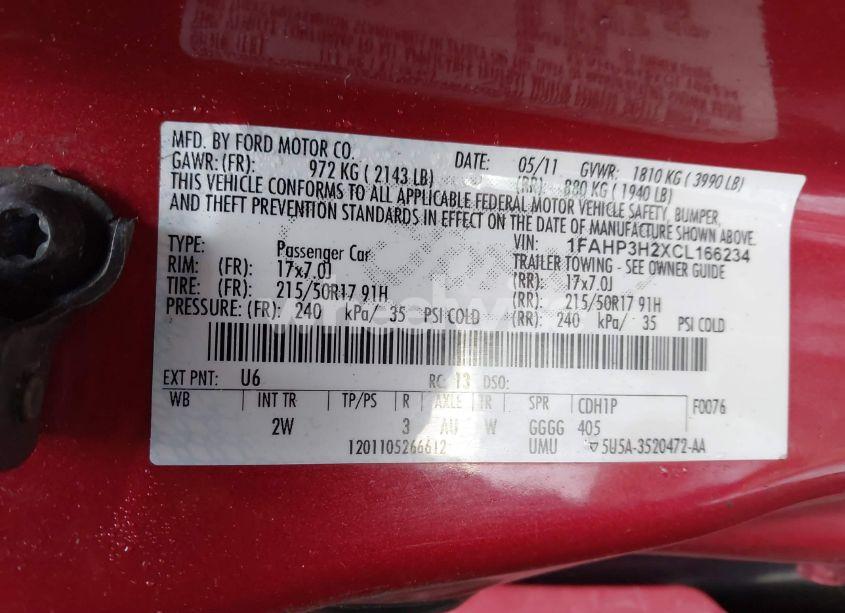 MFD. BY FORD MOTOR CO. DATE: 05/11 GVWR: 1810 KG ( 3990 LB)
GAWR: (FR): 972 KG ( 2143 LB) (RR): 880 KG ( 1940 LB)
THIS VEHICLE CONFORMS TO ALL APPLICABLE FEDERAL MOTOR VEHICLE SAFETY, BUMPER,
AND THEFT PREVENTION STANDARDS IN EFFECT ON THE DATE OF MANUFACTURE SHOWN ABOVE.
VIN: 1FAHP3H2XCL166234
TYPE: Passenger Car TRAILER TOWING - SEE OWNER GUIDE
RIM: (FR): 17x7.0J (RR): 17x7.0J
TIRE: (FR): 215/50R17 91H (RR): 215/50R17 91H
PRESSURE: (FR): 240 kPa/ 35 PSI COLD (RR): 240 kPa/ 35 PSI COLD
EXT PNT: U6 RC: 13 DSO:
WB INT TR TP/PS R AXLE TR SPR CDH1P F0076
2W 3 AU W GGGG 405
1201105266612 UMU 5U5A-3520472-AA